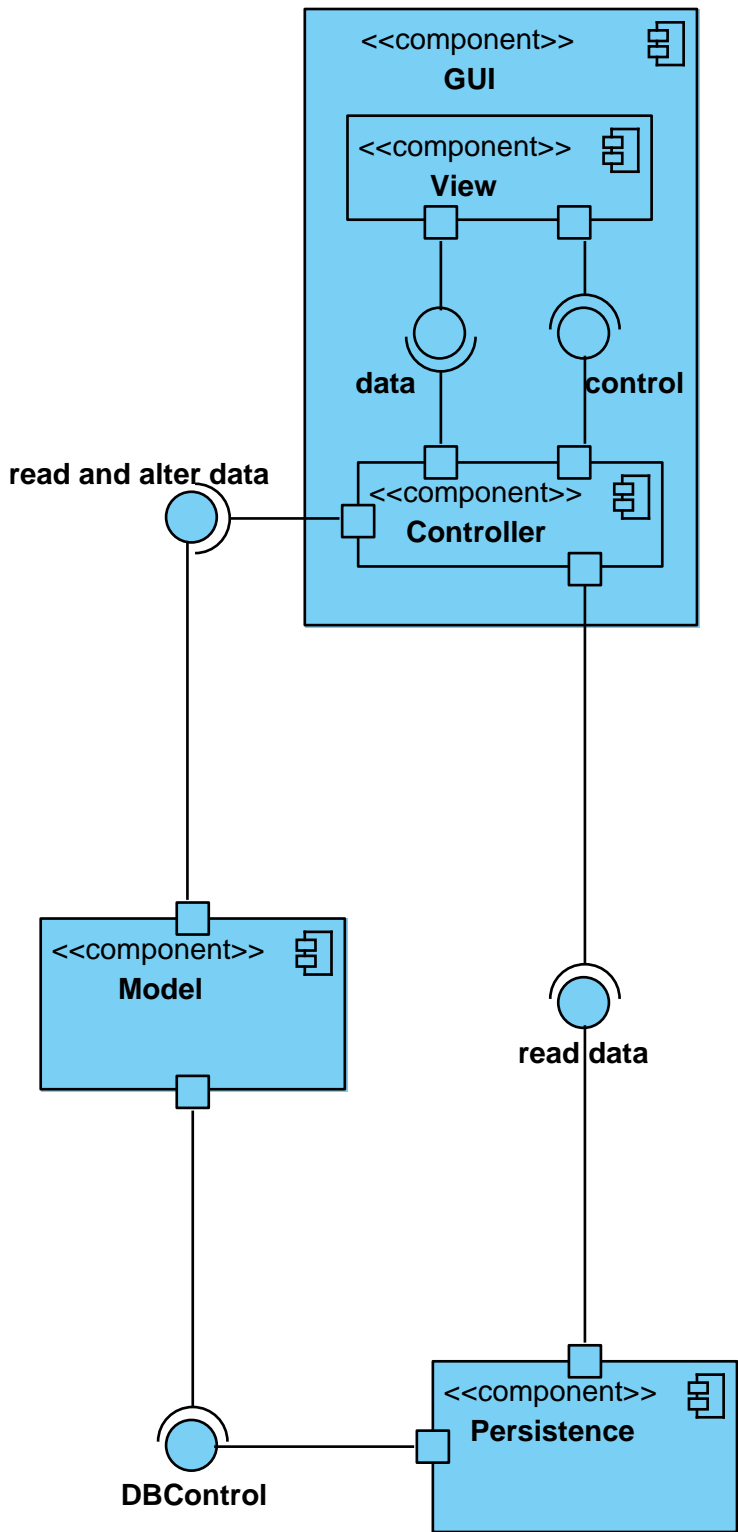 <<component>>
GUI
<<component>>
View
data
control
read and alter data
<<component>>
Controller
<<component>>
Model
read data
<<component>>
Persistence
DBControl